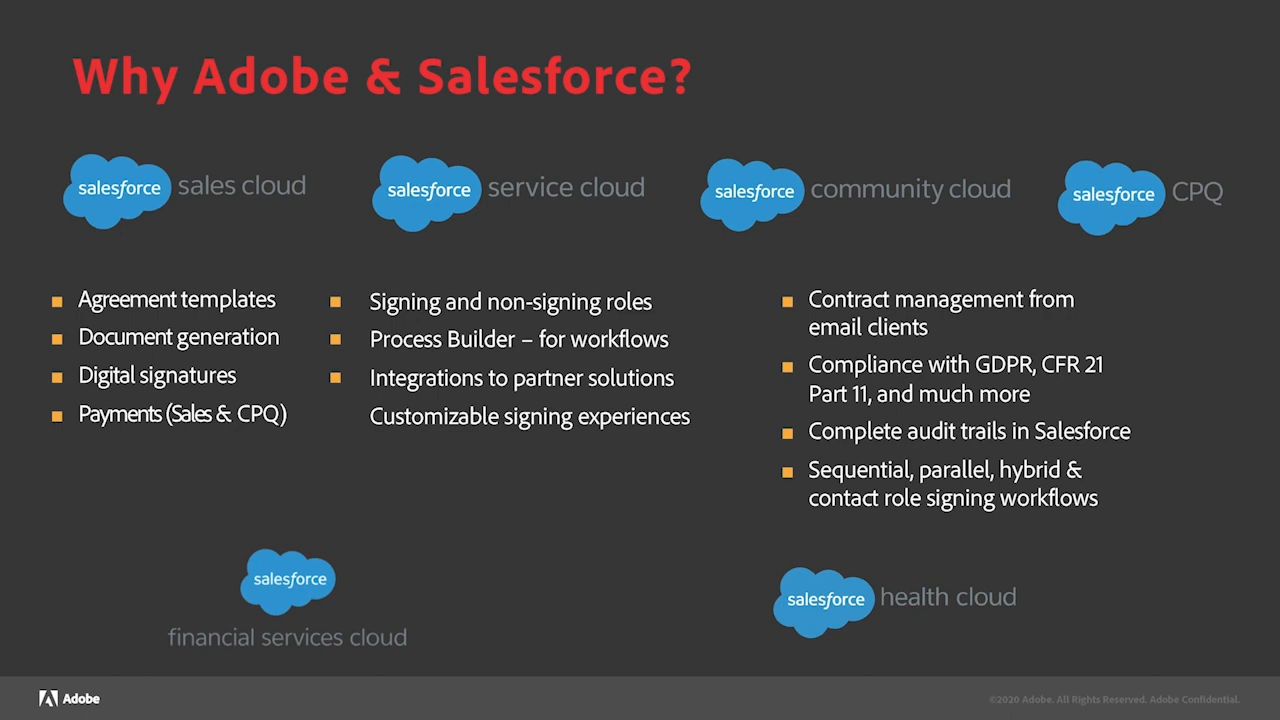 Why Adobe & Salesforce?
salesforce sales cloud
salesforce service cloud
salesforce community cloud
salesforce CPQ
Agreement templates
Document generation
Digital signatures
Payments (Sales & CPQ)
Signing and non-signing roles
Process Builder – for workflows
Integrations to partner solutions
Customizable signing experiences
Contract management from
email clients
Compliance with GDPR, CFR 21
Part 11, and much more
Complete audit trails in Salesforce
Sequential, parallel, hybrid &
contact role signing workflows
salesforce
financial services cloud
salesforce health cloud
Adobe
©2020 Adobe. All Rights Reserved. Adobe Confidential.